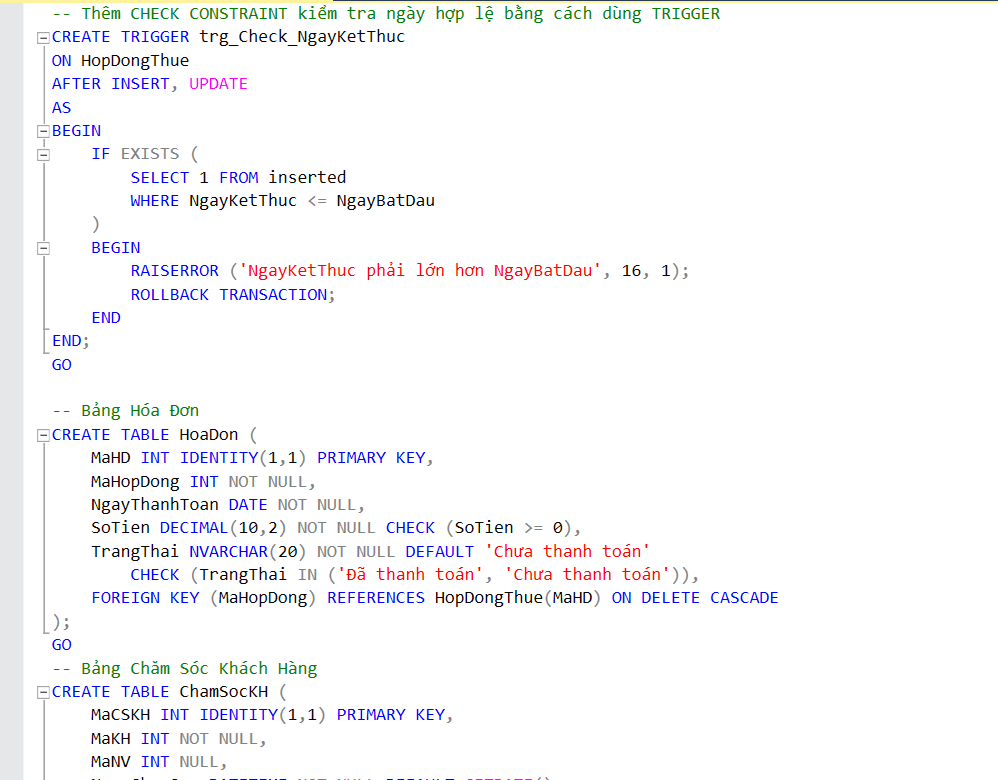 -- Thêm CHECK CONSTRAINT kiểm tra ngày hợp lệ bằng cách dùng TRIGGER
CREATE TRIGGER trg_Check_NgayKetThuc
ON HopDongThue
AFTER INSERT, UPDATE
AS
BEGIN
    IF EXISTS (
        SELECT 1 FROM inserted
        WHERE NgayKetThuc <= NgayBatDau
    )
    BEGIN
        RAISERROR ('NgayKetThuc phải lớn hơn NgayBatDau', 16, 1);
        ROLLBACK TRANSACTION;
    END
END;
GO

-- Bảng Hóa Đơn
CREATE TABLE HoaDon (
    MaHD INT IDENTITY(1,1) PRIMARY KEY,
    MaHopDong INT NOT NULL,
    NgayThanhToan DATE NOT NULL,
    SoTien DECIMAL(10,2) NOT NULL CHECK (SoTien >= 0),
    TrangThai NVARCHAR(20) NOT NULL DEFAULT 'Chưa thanh toán'
        CHECK (TrangThai IN ('Đã thanh toán', 'Chưa thanh toán')),
    FOREIGN KEY (MaHopDong) REFERENCES HopDongThue(MaHD) ON DELETE CASCADE
);
GO
-- Bảng Chăm Sóc Khách Hàng
CREATE TABLE ChamSocKH (
    MaCSKH INT IDENTITY(1,1) PRIMARY KEY,
    MaKH INT NOT NULL,
    MaNV INT NULL,